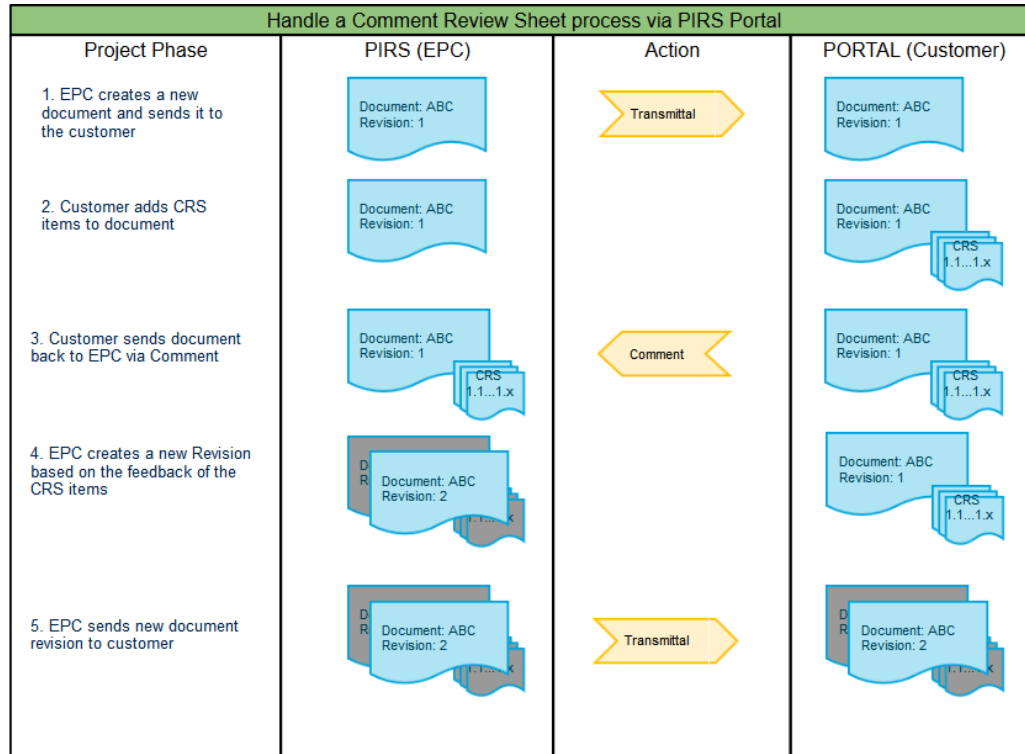 Handle a Comment Review Sheet process via PIRS Portal
Project Phase
PIRS (EPC)
Action
PORTAL (Customer)
1. EPC creates a new
document and sends it to
the customer
Document: ABC
Revision: 1
Transmittal
Document: ABC
Revision: 1
2. Customer adds CRS
items to document
Document: ABC
Revision: 1
Document: ABC
Revision: 1
CRS
1.1...1.x
3. Customer sends document
back to EPC via Comment
Document: ABC
Revision: 1
CRS
1.1...1.x
Comment
Document: ABC
Revision: 1
CRS
1.1...1.x
4. EPC creates a new Revision
based on the feedback of the
CRS items
Document: ABC
Revision: 2
Document: ABC
Revision: 1
CRS
1.1...1.x
5. EPC sends new document
revision to customer
Document: ABC
Revision: 2
Transmittal
Document: ABC
Revision: 2